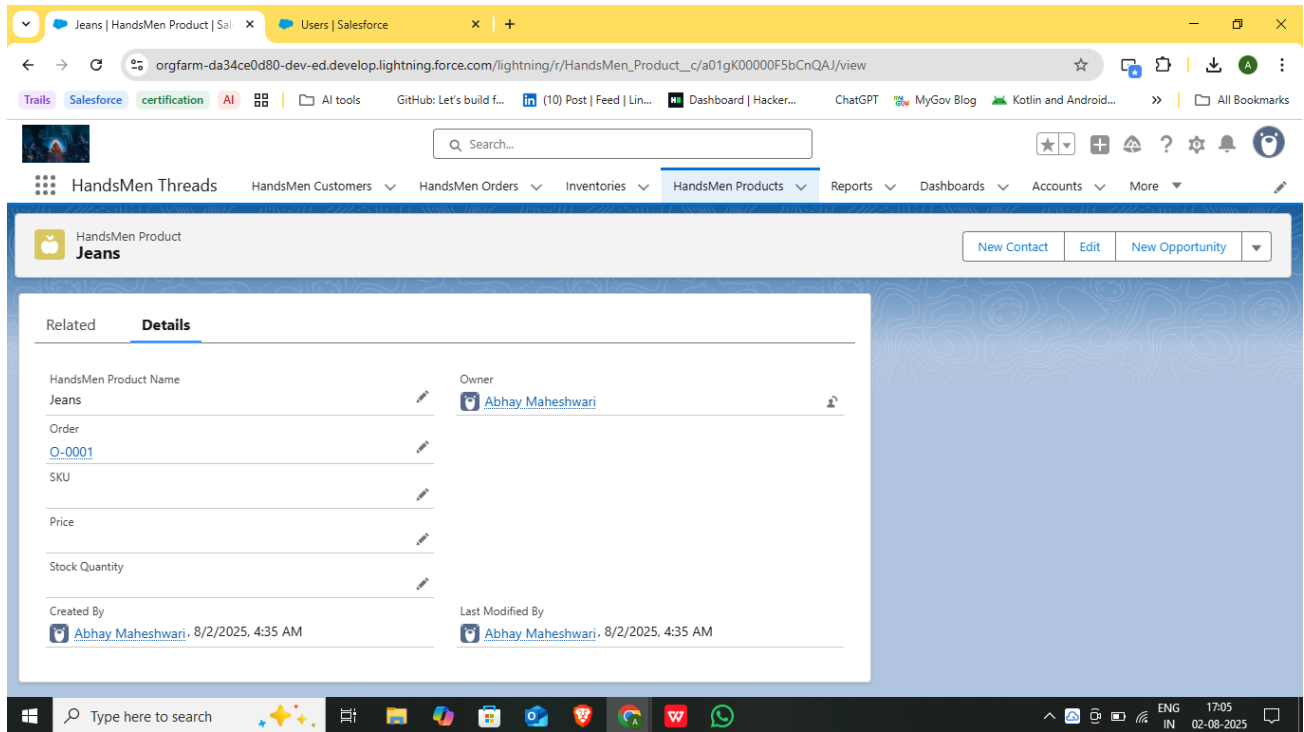 Jeans | HandsMen Product | Sal
Users | Salesforce
orgfarm-da34ce0d80-dev-ed.develop.lightning.force.com/lightning/r/HandsMen_Product__c/a01gK00000F5bCnQAJ/view
A
Trails Salesforce certification AI AI tools GitHub: Let's build f... (10) Post | Feed | Lin... Dashboard | Hacker... ChatGPT MyGov Blog Kotlin and Android... » All Bookmarks
Search...
HandsMen Threads HandsMen Customers HandsMen Orders Inventories HandsMen Products Reports Dashboards Accounts More
HandsMen Product
Jeans
New Contact Edit New Opportunity
Related Details
HandsMen Product Name
Jeans
Owner
Abhay Maheshwari
Order
O-0001
SKU
Price
Stock Quantity
Created By
Abhay Maheshwari, 8/2/2025, 4:35 AM
Last Modified By
Abhay Maheshwari, 8/2/2025, 4:35 AM
Type here to search
ENG
IN
17:05
02-08-2025